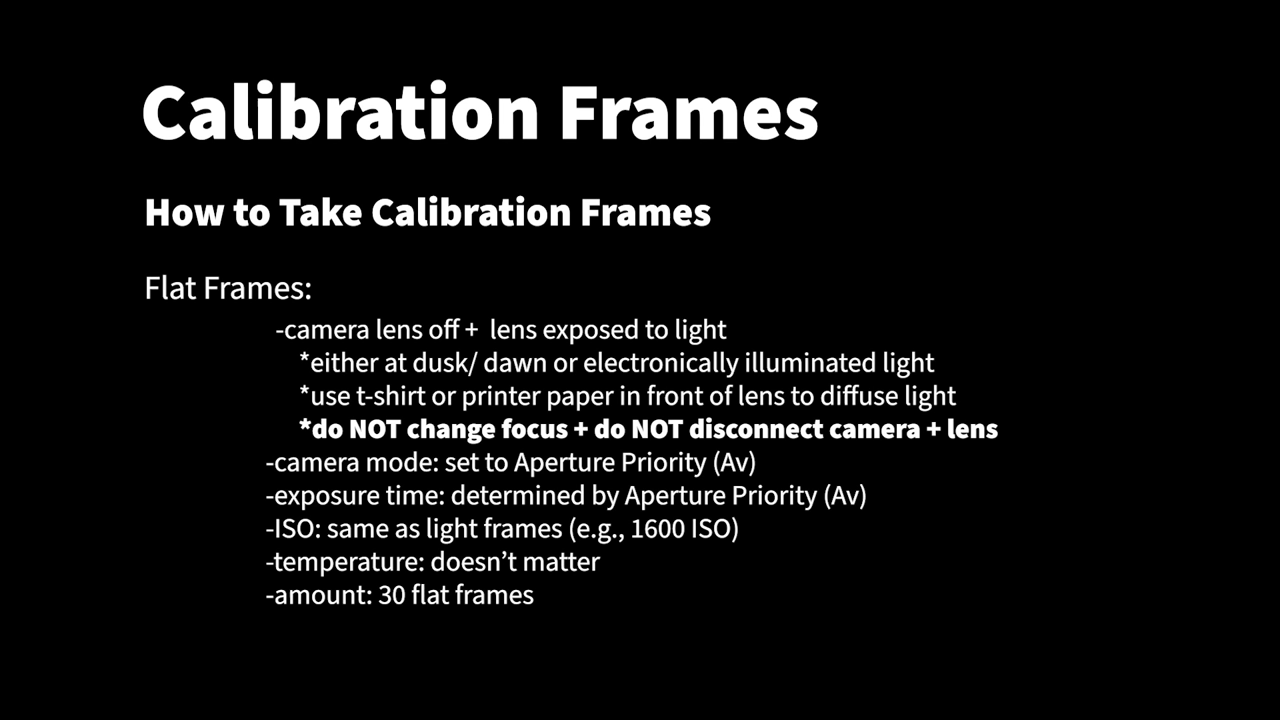 Calibration Frames
How to Take Calibration Frames
Flat Frames:
-camera lens off +  lens exposed to light
*either at dusk/ dawn or electronically illuminated light
*use t-shirt or printer paper in front of lens to diffuse light
*do NOT change focus + do NOT disconnect camera + lens
-camera mode: set to Aperture Priority (Av)
-exposure time: determined by Aperture Priority (Av)
-ISO: same as light frames (e.g., 1600 ISO)
-temperature: doesn’t matter
-amount: 30 flat frames